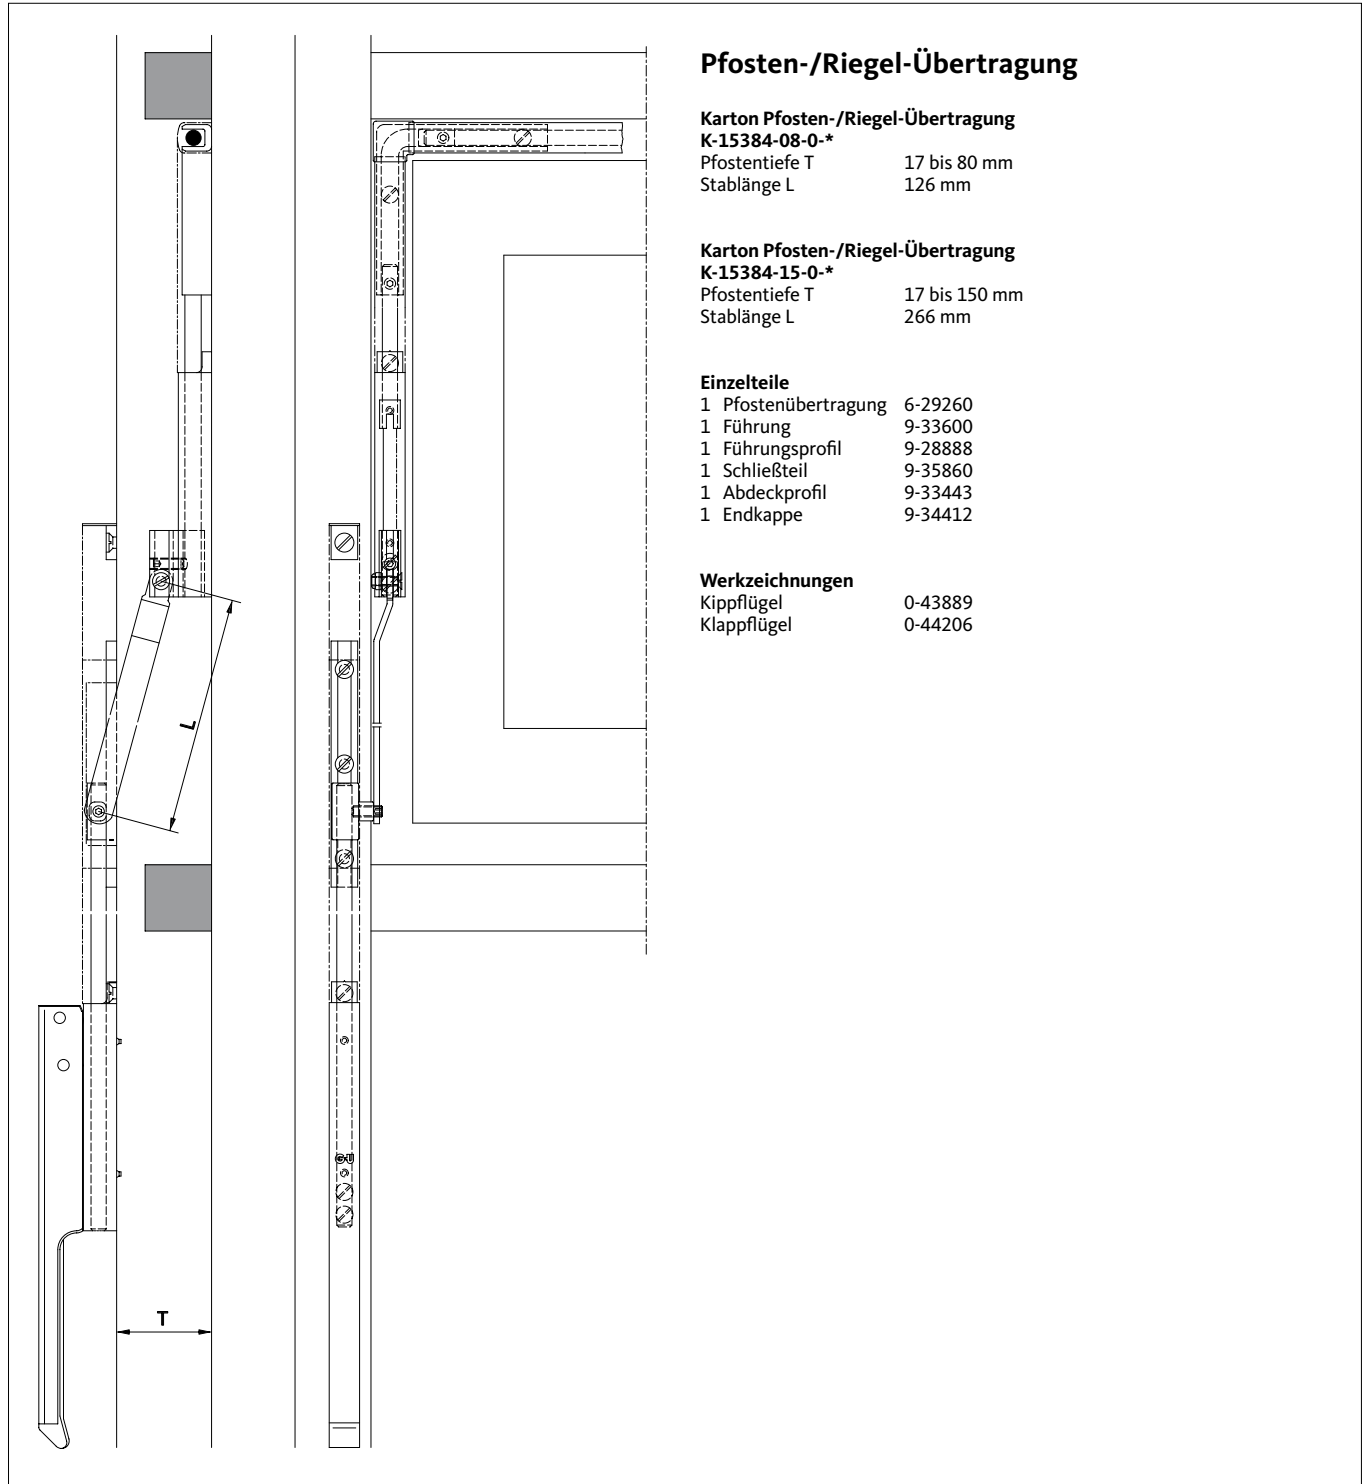 Pfosten-/Riegel-Übertragung
Karton Pfosten-/Riegel-Übertragung
K-15384-08-0-*
Pfostentiefe T 17 bis 80 mm
Stablänge L 126 mm
Karton Pfosten-/Riegel-Übertragung
K-15384-15-0-*
Pfostentiefe T 17 bis 150 mm
Stablänge L 266 mm
Einzelteile
1 Pfostenübertragung 6-29260
1 Führung 9-33600
1 Führungsprofil 9-28888
1 Schließteil 9-35860
1 Abdeckprofil 9-33443
1 Endkappe 9-34412
Werkzeichnungen
Kippflügel 0-43889
Klappflügel 0-44206
L
GU
T